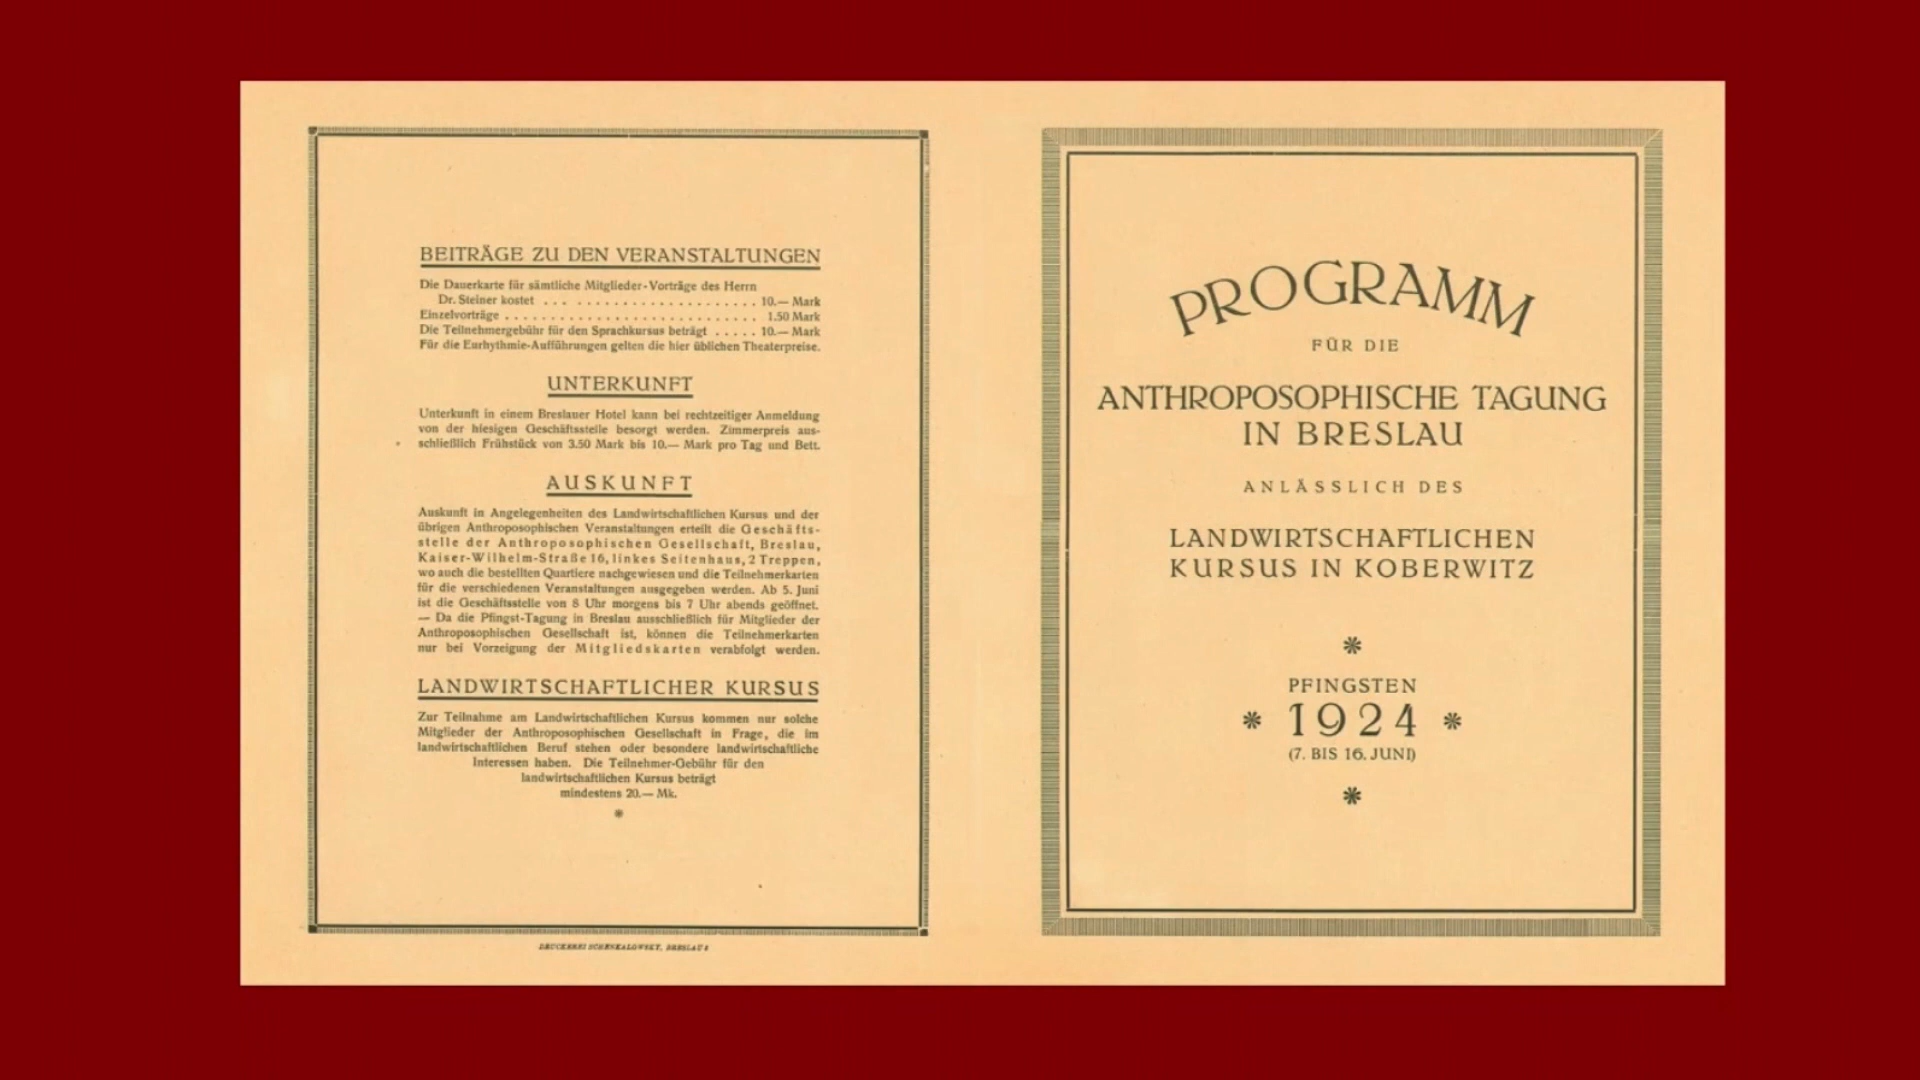 BEITRÄGE ZU DEN VERANSTALTUNGEN
Die Dauerkarte für sämtliche Mitglieder-Vorträge des Herrn
Dr. Steiner kostet . . . . . . . . . . . . . . . . . . . . . . . 10.— Mark
Einzelvorträge . . . . . . . . . . . . . . . . . . . . . . . . . . . . . 1.50 Mark
Die Teilnehmergebühr für den Sprachkursus beträgt . . . . . 10.— Mark
Für die Eurhythmie-Aufführungen gelten die hier üblichen Theaterpreise.
UNTERKUNFT
Unterkunft in einem Breslauer Hotel kann bei rechtzeitiger Anmeldung
von der hiesigen Geschäftsstelle besorgt werden. Zimmerpreis aus-
schließlich Frühstück von 3.50 Mark bis 10.— Mark pro Tag und Bett.
AUSKUNFT
Auskunft in Angelegenheiten des Landwirtschaftlichen Kursus und der
übrigen Anthroposophischen Veranstaltungen erteilt die Geschäfts-
stelle der Anthroposophischen Gesellschaft, Breslau,
Kaiser-Wilhelm-Straße 16, linkes Seitenhaus, 2 Treppen,
wo auch die bestellten Quartiere nachgewiesen und die Teilnehmerkarten
für die verschiedenen Veranstaltungen ausgegeben werden. Ab 5. Juni
ist die Geschäftsstelle von 8 Uhr morgens bis 7 Uhr abends geöffnet.
— Da die Pfingst-Tagung in Breslau ausschließlich für Mitglieder der
Anthroposophischen Gesellschaft ist, können die Teilnehmerkarten
nur bei Vorzeigung der Mitgliedskarten verabfolgt werden.
LANDWIRTSCHAFTLICHER KURSUS
Zur Teilnahme am Landwirtschaftlichen Kursus kommen nur solche
Mitglieder der Anthroposophischen Gesellschaft in Frage, die im
landwirtschaftlichen Beruf stehen oder besondere landwirtschaftliche
Interessen haben. Die Teilnehmer-Gebühr für den
landwirtschaftlichen Kursus beträgt
mindestens 20.— Mk.
DRUCKEREI SCHENKALOWSKY, BRESLAU 5
PROGRAMM
FÜR DIE
ANTHROPOSOPHISCHE TAGUNG
IN BRESLAU
ANLÄSSLICH DES
LANDWIRTSCHAFTLICHEN
KURSUS IN KOBERWITZ
PFINGSTEN
1924
(7. BIS 16. JUNI)